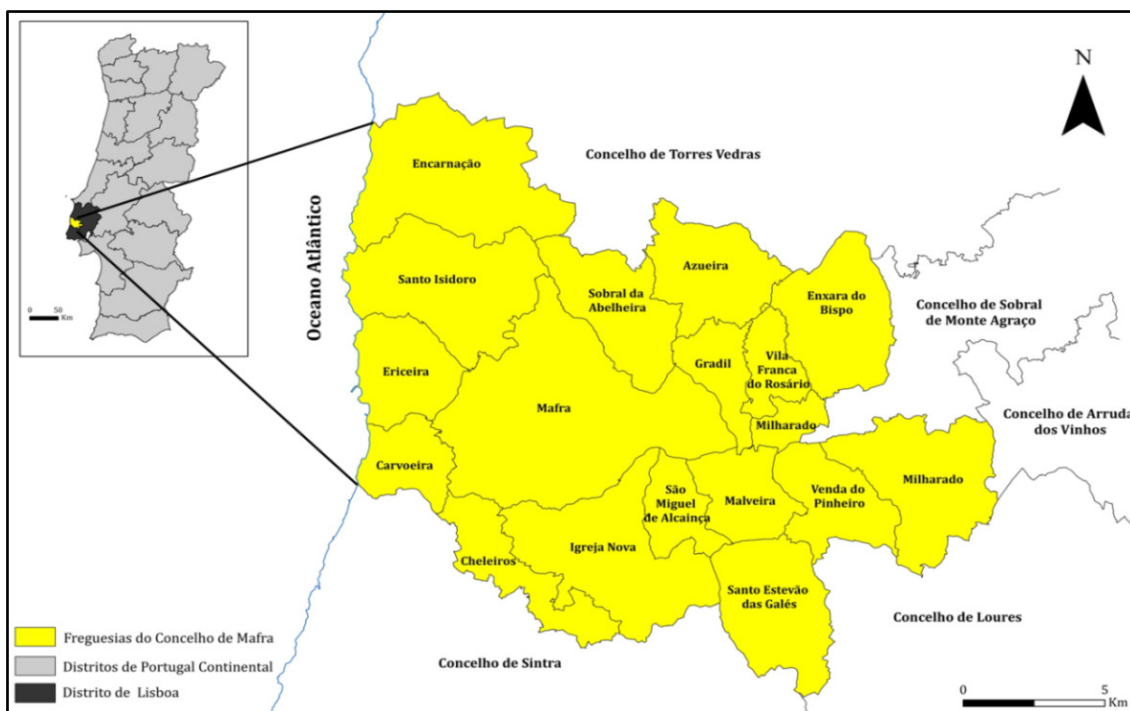 N
Encarnação
Concelho de Torres Vedras
Oceano Atlântico
Santo Isidoro
Sobral da
Abelheira
Azueira
Enxara do
Bispo
Concelho de Sobral
de Monte Agraço
Ericeira
Gradil
Vila
Franca
do Rosário
Mafra
Milharado
Concelho de Arruda
dos Vinhos
Carvoeira
São
Miguel
de Alcainça
Malveira
Venda do
Pinheiro
Milharado
Igreja Nova
Cheleiros
Santo Estevão
das Galés
Concelho de Loures
Concelho de Sintra
0 50
Km
Freguesias do Concelho de Mafra
Distritos de Portugal Continental
Distrito de Lisboa
0 5
Km